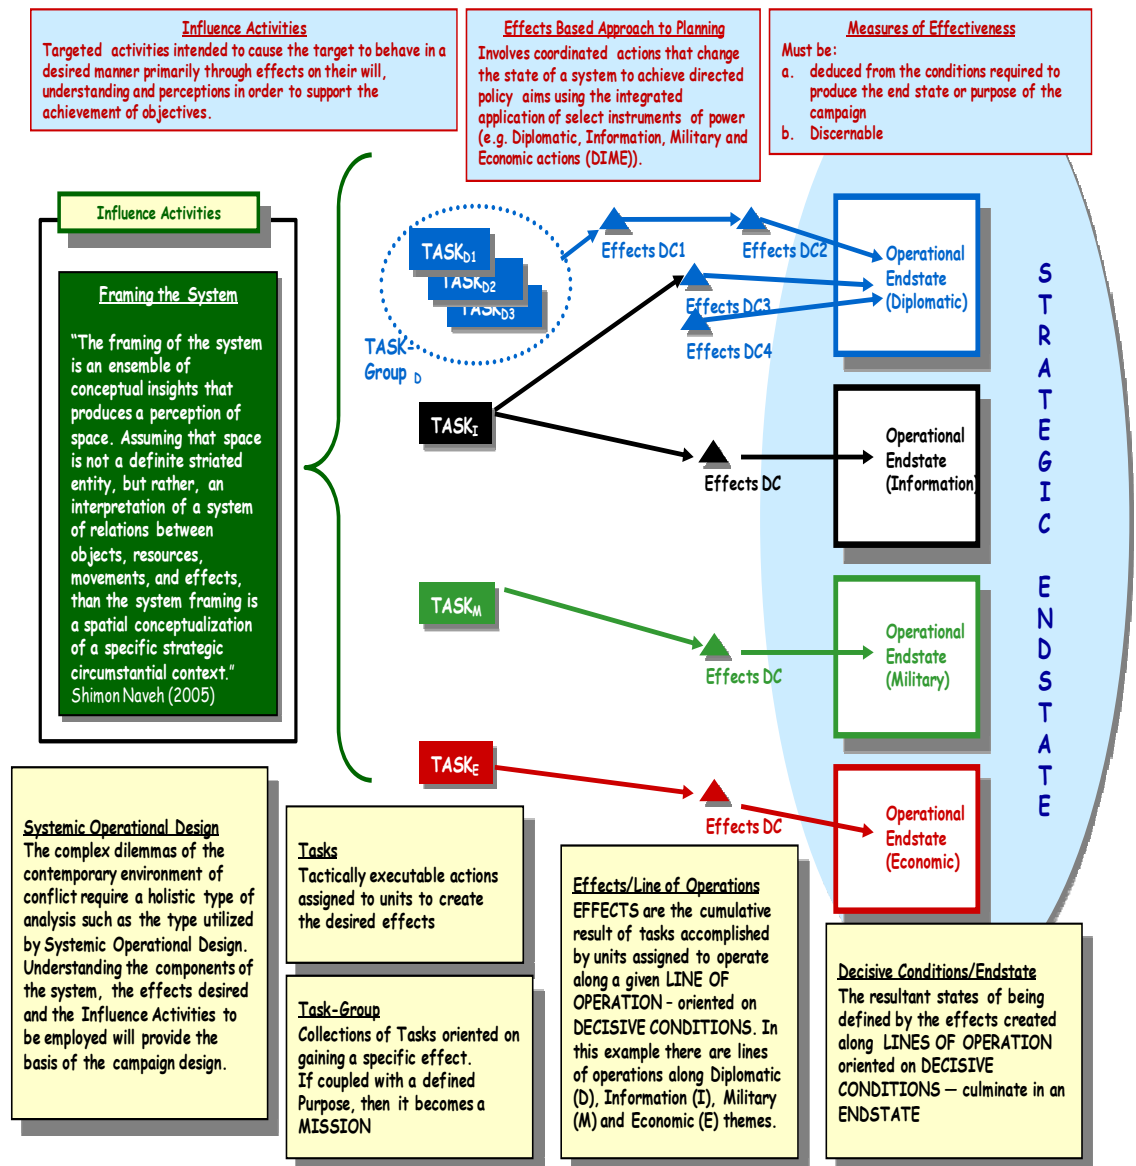 Influence Activities
Targeted activities intended to cause the target to behave in a
desired manner primarily through effects on their will,
understanding and perceptions in order to support the
achievement of objectives.
Effects Based Approach to Planning
Involves coordinated actions that change
the state of a system to achieve directed
policy aims using the integrated
application of select instruments of power
(e.g. Diplomatic, Information, Military and
Economic actions (DIME)).
Measures of Effectiveness
Must be:
a. deduced from the conditions required to
produce the end state or purpose of the
campaign
b. Discernable
Influence Activities
Framing the System
“The framing of the system
is an ensemble of
conceptual insights that
produces a perception of
space. Assuming that space
is not a definite striated
entity, but rather, an
interpretation of a system
of relations between
objects, resources,
movements, and effects,
than the system framing is
a spatial conceptualization
of a specific strategic
circumstantial context.”
Shimon Naveh (2005)
TASKD1
TASKD2
TASKD3
TASK-
Group D
Effects DC1
Effects DC2
Effects DC3
Effects DC4
Operational
Endstate
(Diplomatic)
TASKI
Effects DC
Operational
Endstate
(Information)
TASKM
Effects DC
Operational
Endstate
(Military)
TASKE
Effects DC
Operational
Endstate
(Economic)
STRATEGIC ENDSTATE
Systemic Operational Design
The complex dilemmas of the
contemporary environment of
conflict require a holistic type of
analysis such as the type utilized
by Systemic Operational Design.
Understanding the components of
the system, the effects desired
and the Influence Activities to
be employed will provide the
basis of the campaign design.
Tasks
Tactically executable actions
assigned to units to create
the desired effects
Task-Group
Collections of Tasks oriented on
gaining a specific effect.
If coupled with a defined
Purpose, then it becomes a
MISSION
Effects/Line of Operations
EFFECTS are the cumulative
result of tasks accomplished
by units assigned to operate
along a given LINE OF
OPERATION – oriented on
DECISIVE CONDITIONS. In
this example there are lines
of operations along Diplomatic
(D), Information (I), Military
(M) and Economic (E) themes.
Decisive Conditions/Endstate
The resultant states of being
defined by the effects created
along LINES OF OPERATION
oriented on DECISIVE
CONDITIONS — culminate in an
ENDSTATE